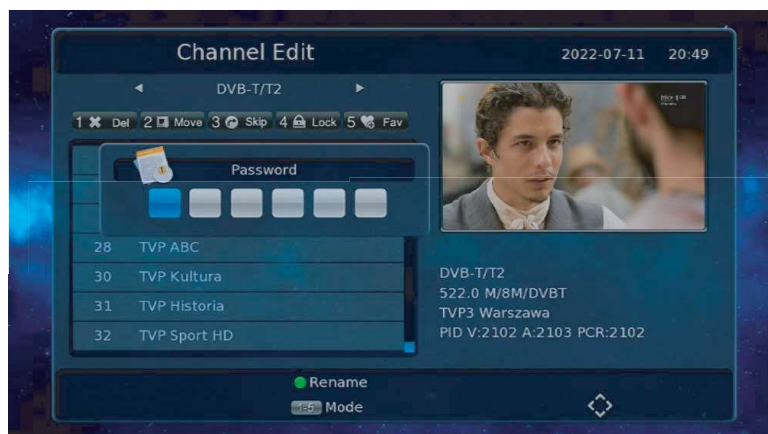 Channel Edit
2022-07-11 20:49
DVB-T/T2
1 Del 2 Move 3 Skip 4 Lock 5 Fav
Password
28 TVP ABC
30 TVP Kultura
31 TVP Historia
32 TVP Sport HD
DVB-T/T2
522.0 M/8M/DVBT
TVP3 Warszawa
PID V:2102 A:2103 PCR:2102
Rename
1-5 Mode